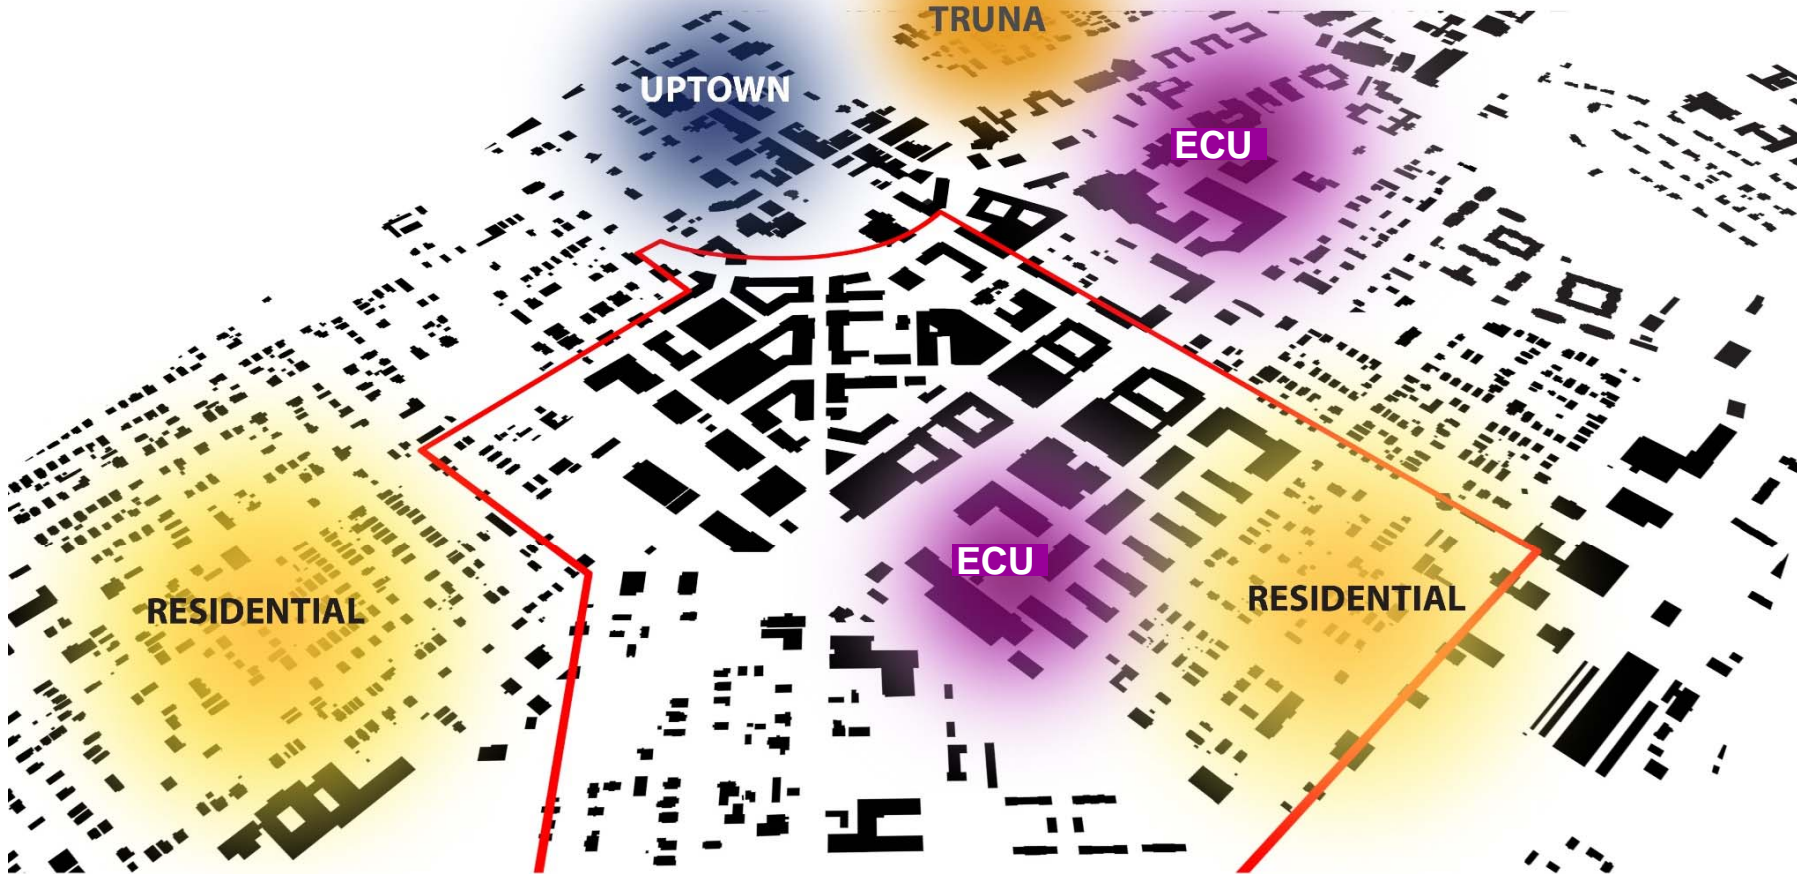 TRUNA
UPTOWN
ECU
ECU
RESIDENTIAL
RESIDENTIAL